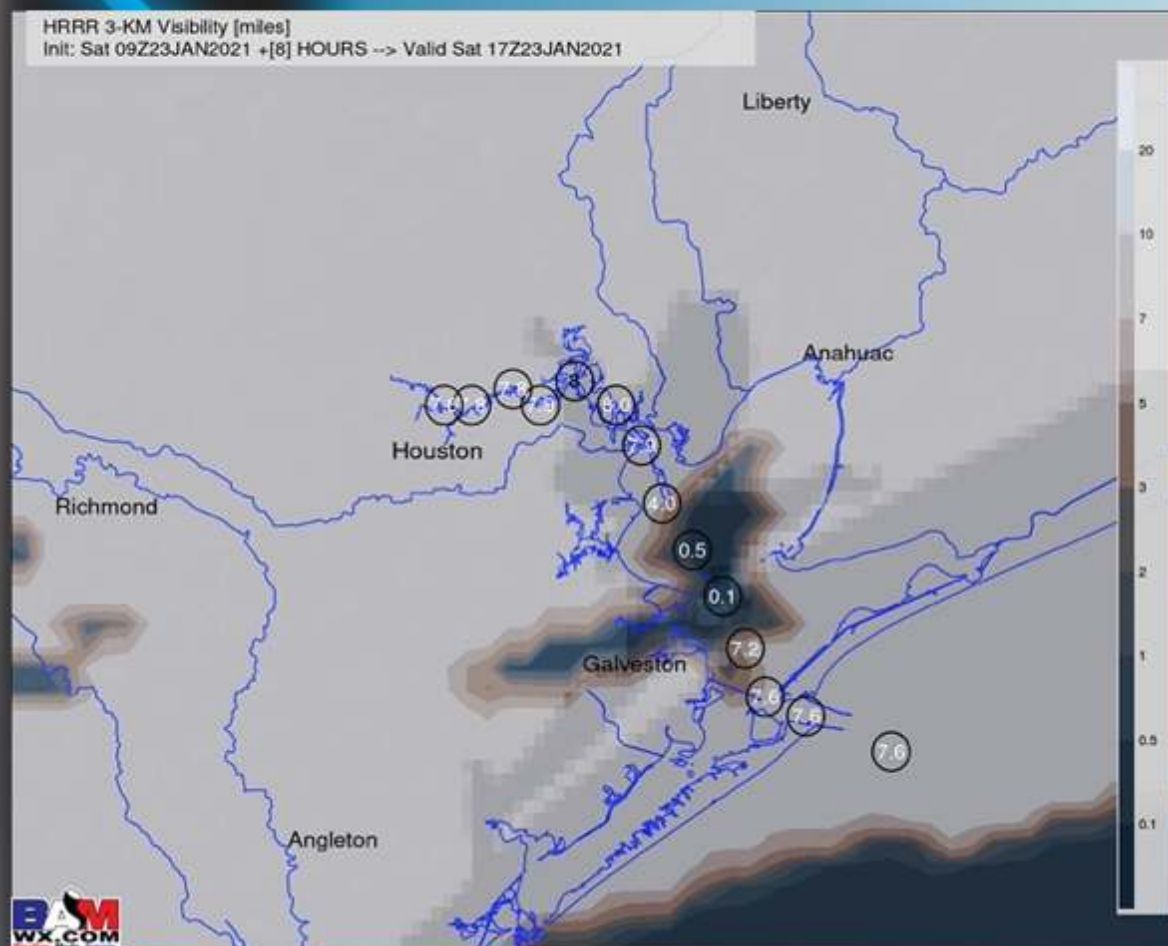 HRRR 3-KM Visibility [miles]
Init: Sat 09Z23JAN2021 +[8] HOURS --> Valid Sat 17Z23JAN2021
Liberty
20
10
7
Anahuac
8
5
Houston
Richmond
4.0
3
0.5
2
0.1
7.2
1
Galveston
7.6
7.6
7.6
0.5
0.1
Angleton
BAM
WX.COM